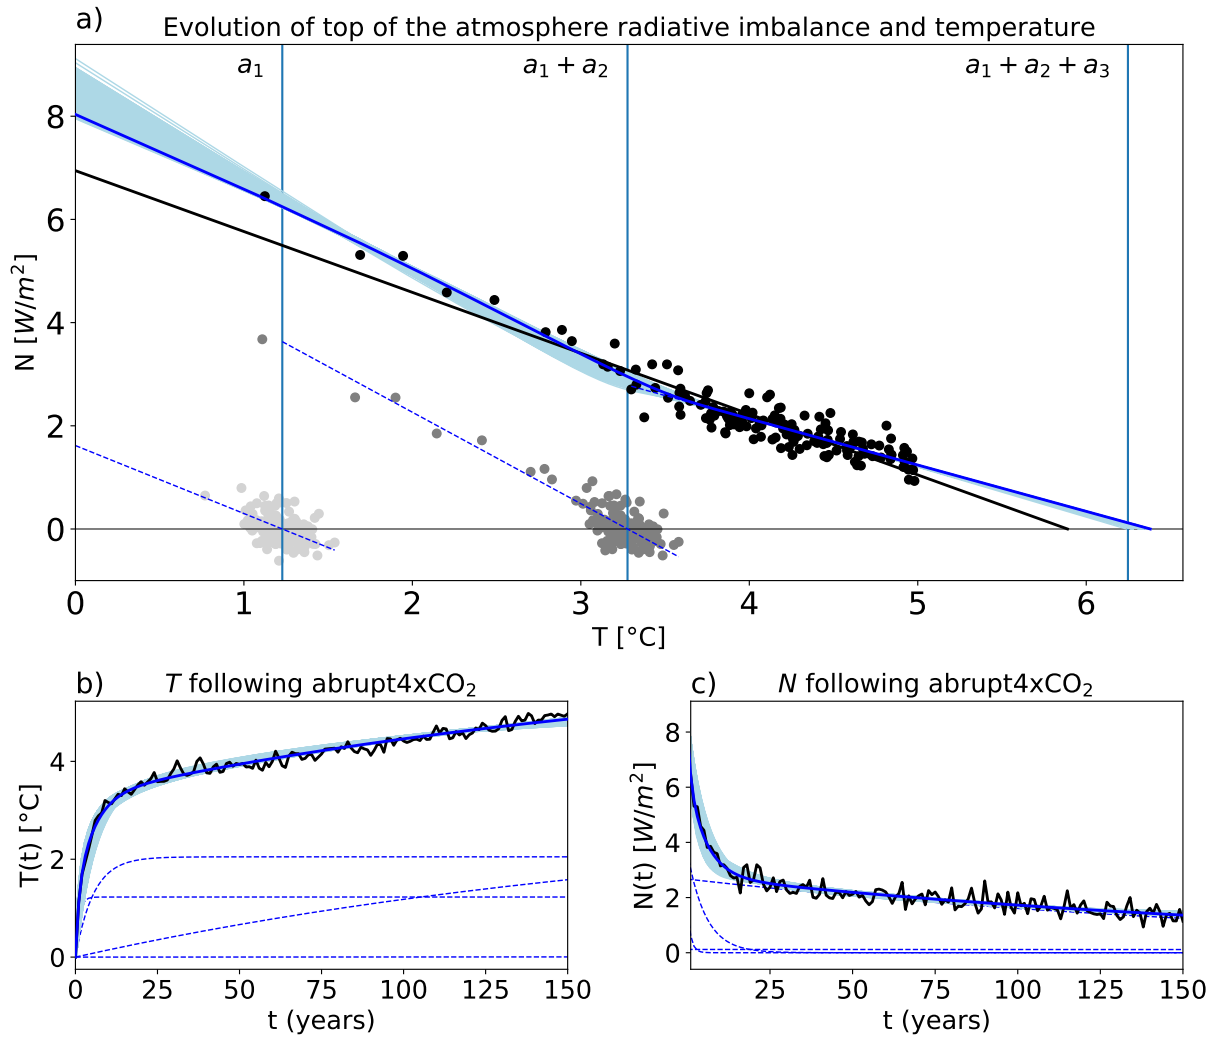 a)
Evolution of top of the atmosphere radiative imbalance and temperature
a₁
a₁ + a₂
a₁ + a₂ + a₃
8
6
4
2
0
N [W/m²]
0 1 2 3 4 5 6
T [°C]
b)
T following abrupt4xCO₂
4
2
0
T(t) [°C]
0 25 50 75 100 125 150
t (years)
c)
N following abrupt4xCO₂
8
6
4
2
0
N(t) [W/m²]
25 50 75 100 125 150
t (years)